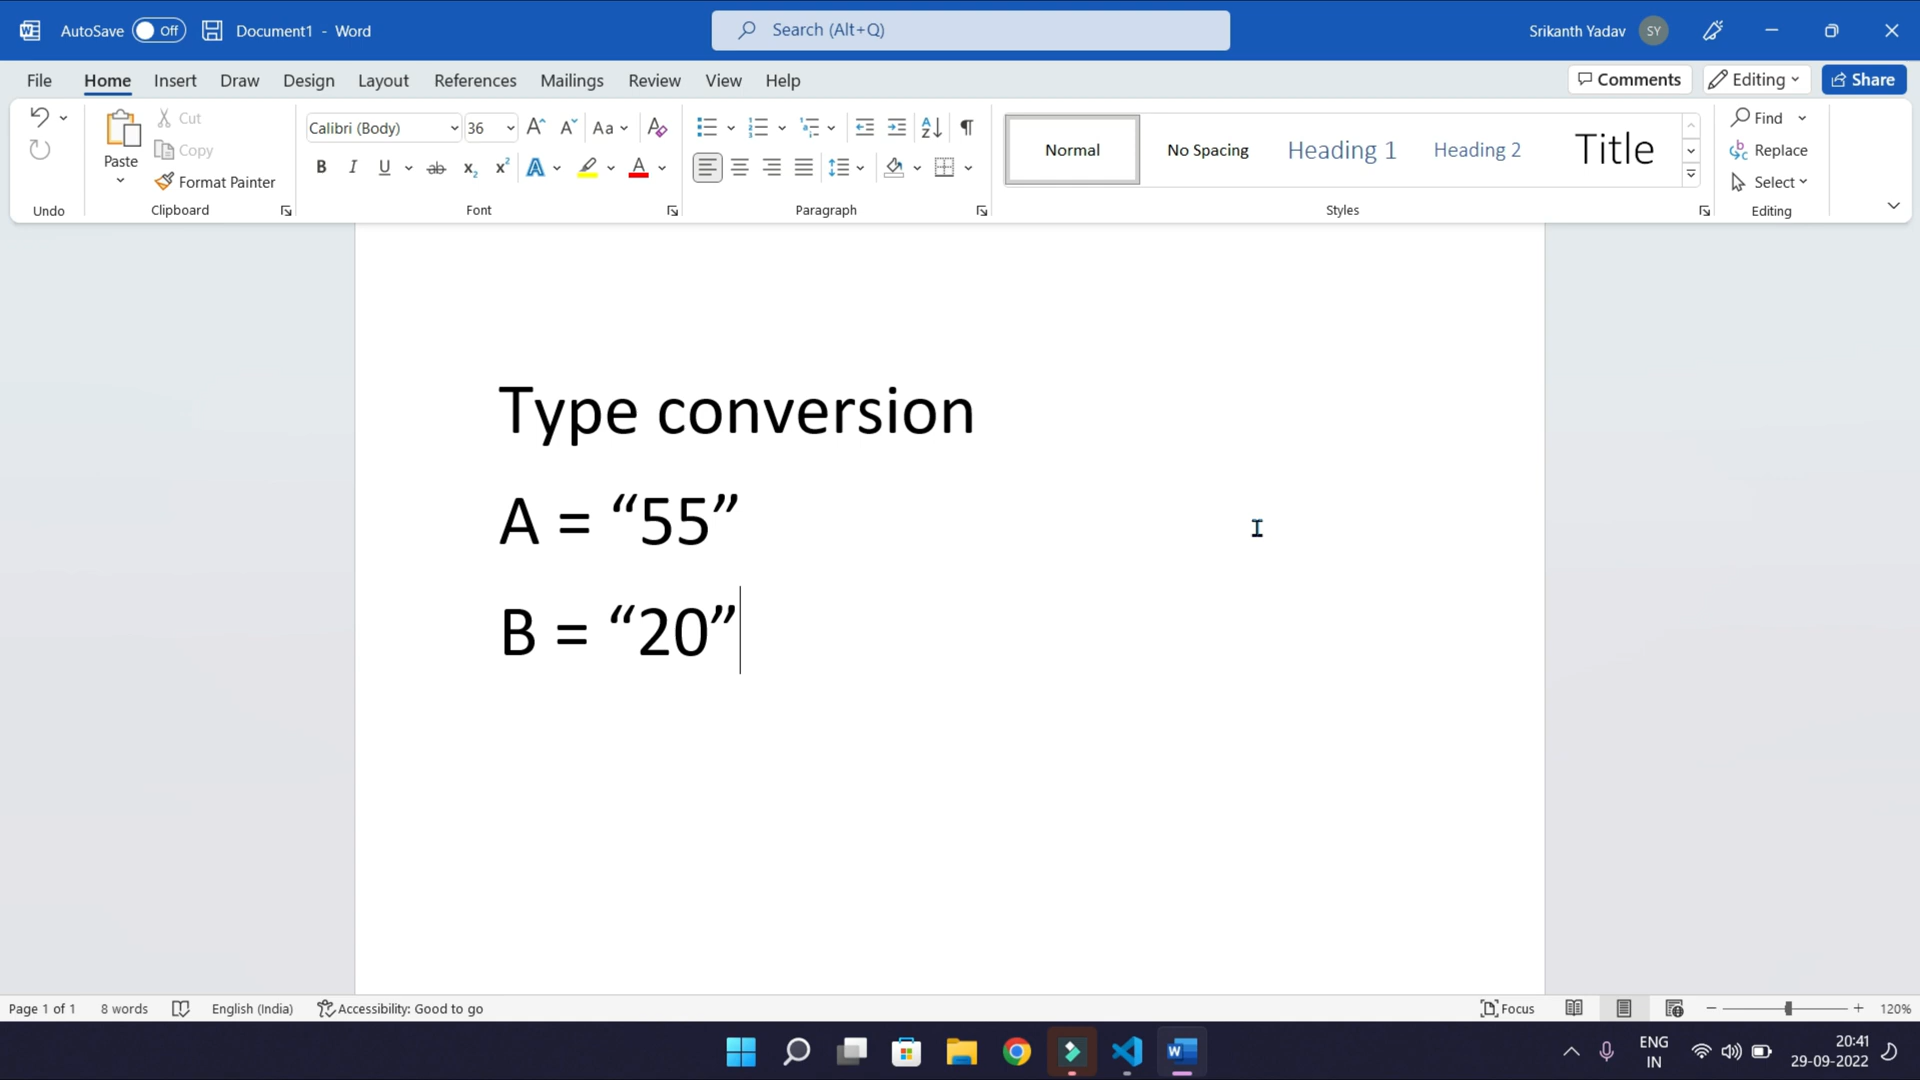 AutoSave Off Document1 - Word Search (Alt+Q) Srikanth Yadav SY
File Home Insert Draw Design Layout References Mailings Review View Help Comments Editing Share
Paste Cut Copy Format Painter
Calibri (Body) 36 Aa
B I U ab x₂ x² A A
Normal No Spacing Heading 1 Heading 2 Title
Find Replace Select
Undo Clipboard Font Paragraph Styles Editing
Type conversion
A = “55”
B = “20”
Page 1 of 1 8 words English (India) Accessibility: Good to go Focus 120%
ENG
IN
20:41
29-09-2022